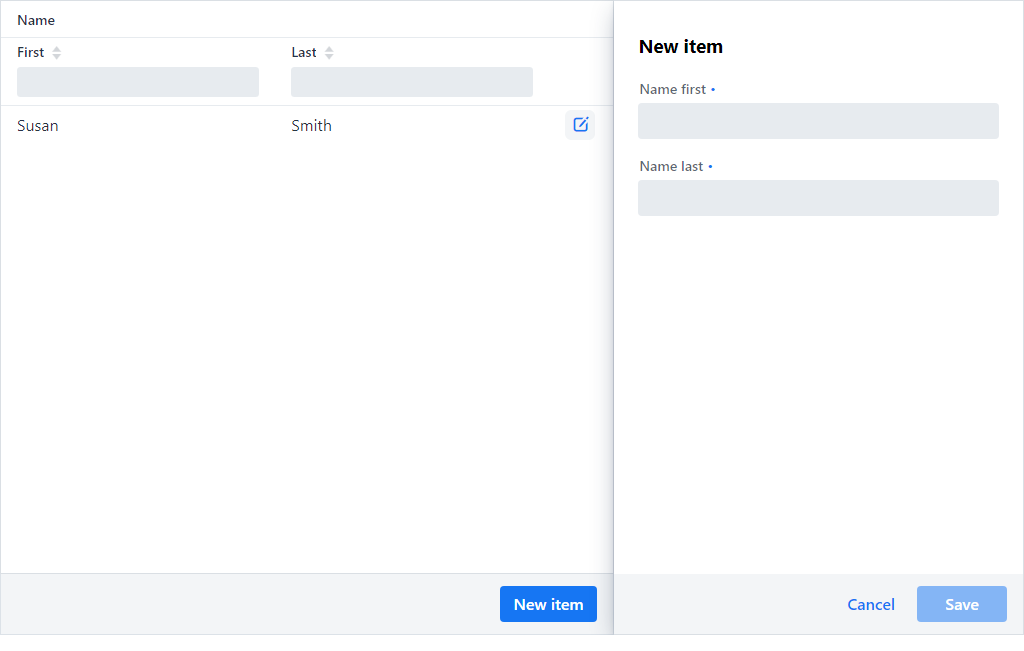 Name
First
Last
Susan
Smith
New item
New item
Name first •
Name last •
Cancel
Save